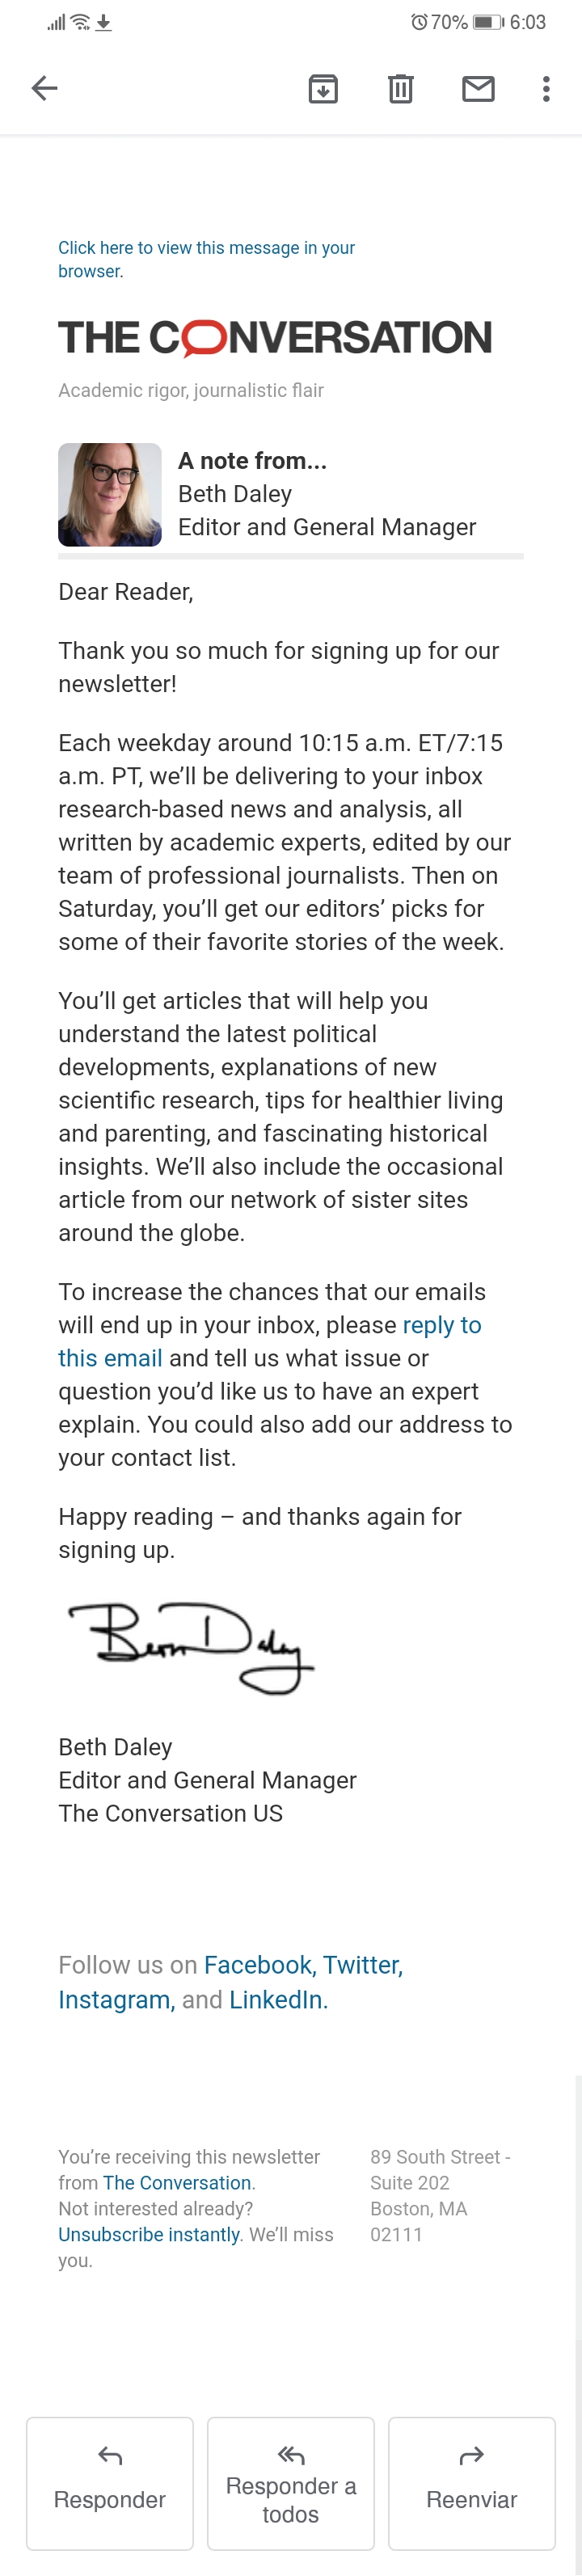 70% 6:03
Click here to view this message in your
browser.
THE CONVERSATION
Academic rigor, journalistic flair
A note from...
Beth Daley
Editor and General Manager
Dear Reader,
Thank you so much for signing up for our
newsletter!
Each weekday around 10:15 a.m. ET/7:15
a.m. PT, we’ll be delivering to your inbox
research-based news and analysis, all
written by academic experts, edited by our
team of professional journalists. Then on
Saturday, you’ll get our editors’ picks for
some of their favorite stories of the week.
You’ll get articles that will help you
understand the latest political
developments, explanations of new
scientific research, tips for healthier living
and parenting, and fascinating historical
insights. We’ll also include the occasional
article from our network of sister sites
around the globe.
To increase the chances that our emails
will end up in your inbox, please reply to
this email and tell us what issue or
question you’d like us to have an expert
explain. You could also add our address to
your contact list.
Happy reading – and thanks again for
signing up.
Beth Daley
Beth Daley
Editor and General Manager
The Conversation US
Follow us on Facebook, Twitter,
Instagram, and LinkedIn.
You’re receiving this newsletter
from The Conversation.
Not interested already?
Unsubscribe instantly. We’ll miss
you.
89 South Street -
Suite 202
Boston, MA
02111
Responder
Responder a
todos
Reenviar